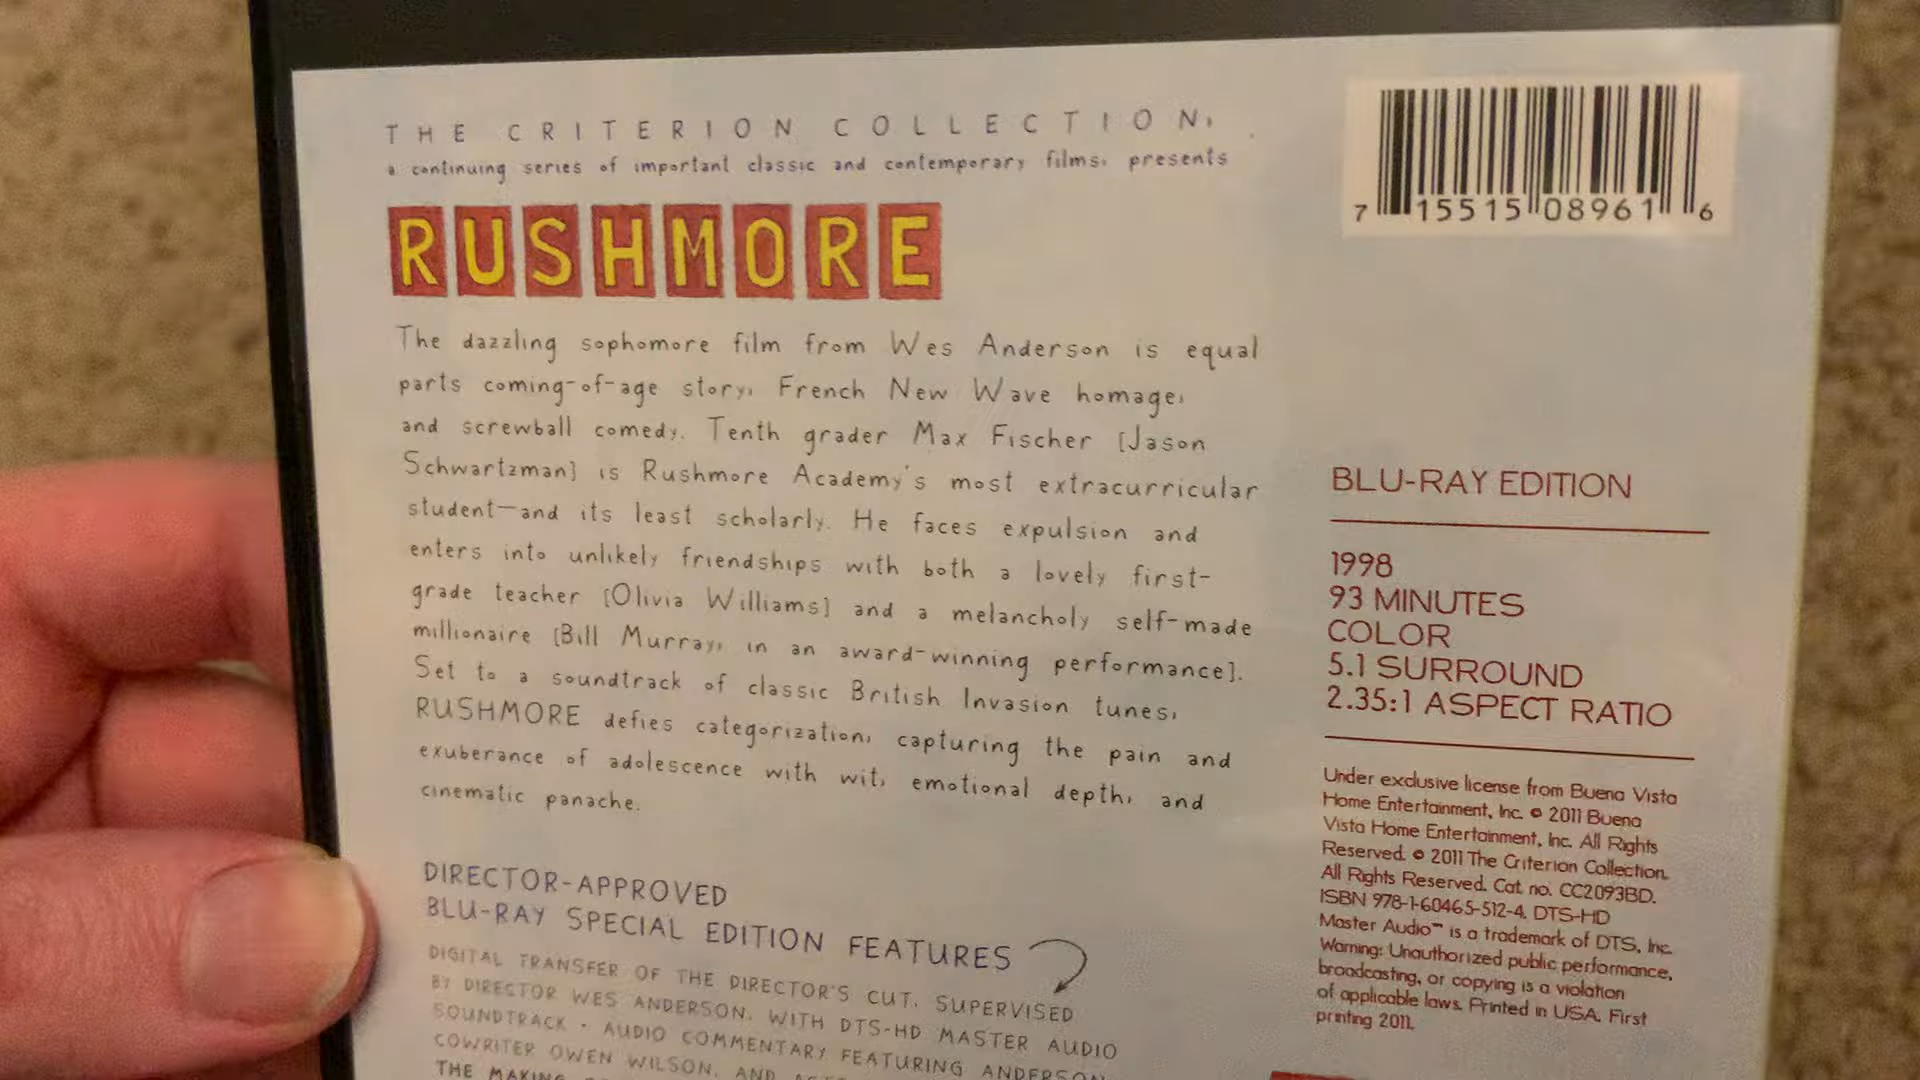 THE CRITERION COLLECTION,
a continuing series of important classic and contemporary films, presents
RUSHMORE
The dazzling sophomore film from Wes Anderson is equal
parts coming-of-age story, French New Wave homage,
and screwball comedy. Tenth grader Max Fischer [Jason
Schwartzman] is Rushmore Academy's most extracurricular
student—and its least scholarly. He faces expulsion and
enters into unlikely friendships with both a lovely first-
grade teacher [Olivia Williams] and a melancholy self-made
millionaire [Bill Murray, in an award-winning performance].
Set to a soundtrack of classic British Invasion tunes,
RUSHMORE defies categorization, capturing the pain and
exuberance of adolescence with wit, emotional depth, and
cinematic panache.
DIRECTOR-APPROVED
BLU-RAY SPECIAL EDITION FEATURES
DIGITAL TRANSFER OF THE DIRECTOR'S CUT, SUPERVISED
BY DIRECTOR WES ANDERSON, WITH DTS-HD MASTER AUDIO
SOUNDTRACK • AUDIO COMMENTARY FEATURING ANDERSON,
COWRITER OWEN WILSON, AND
THE MAKING
7 15515 08961 6
BLU-RAY EDITION
1998
93 MINUTES
COLOR
5.1 SURROUND
2.35:1 ASPECT RATIO
Under exclusive license from Buena Vista
Home Entertainment, Inc. © 2011 Buena
Vista Home Entertainment, Inc. All Rights
Reserved. © 2011 The Criterion Collection.
All Rights Reserved. Cat. no. CC2093BD.
ISBN 978-1-60465-512-4. DTS-HD
Master Audio™ is a trademark of DTS, Inc.
Warning: Unauthorized public performance,
broadcasting, or copying is a violation
of applicable laws. Printed in USA. First
printing 2011.